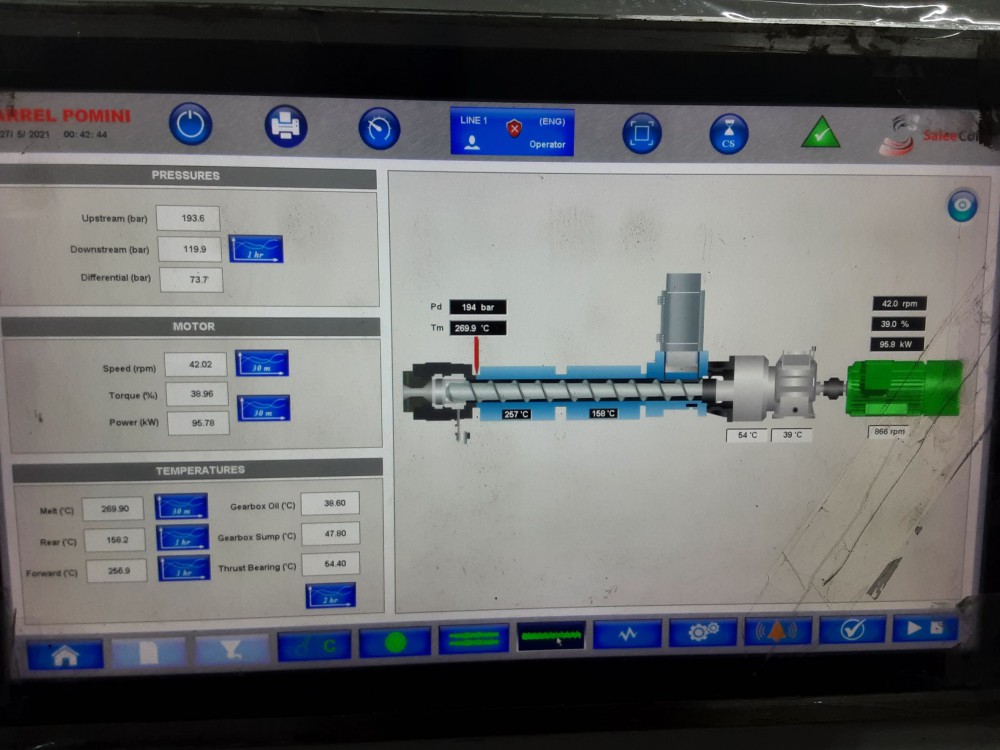 ARREL POMINI
27/ 5/ 2021 00:42:44
LINE 1 (ENG)
Operator
CS
PRESSURES
Upstream (bar) 193.6
Downstream (bar) 119.9 1 hr
Differential (bar) 73.7
MOTOR
Speed (rpm) 42.02 30 m
Torque (%) 38.96 30 m
Power (kW) 95.78
TEMPERATURES
Melt (°C) 269.90 30 m
Rear (°C) 158.2 1 hr
Forward (°C) 256.9 1 hr
Gearbox Oil (°C) 38.60
Gearbox Sump (°C) 47.80
Thrust Bearing (°C) 54.40
2 hr
Pd 194 bar
Tm 269.9 °C
42.0 rpm
39.0 %
95.8 kW
257 °C 158 °C
54 °C 39 °C 866 rpm
C